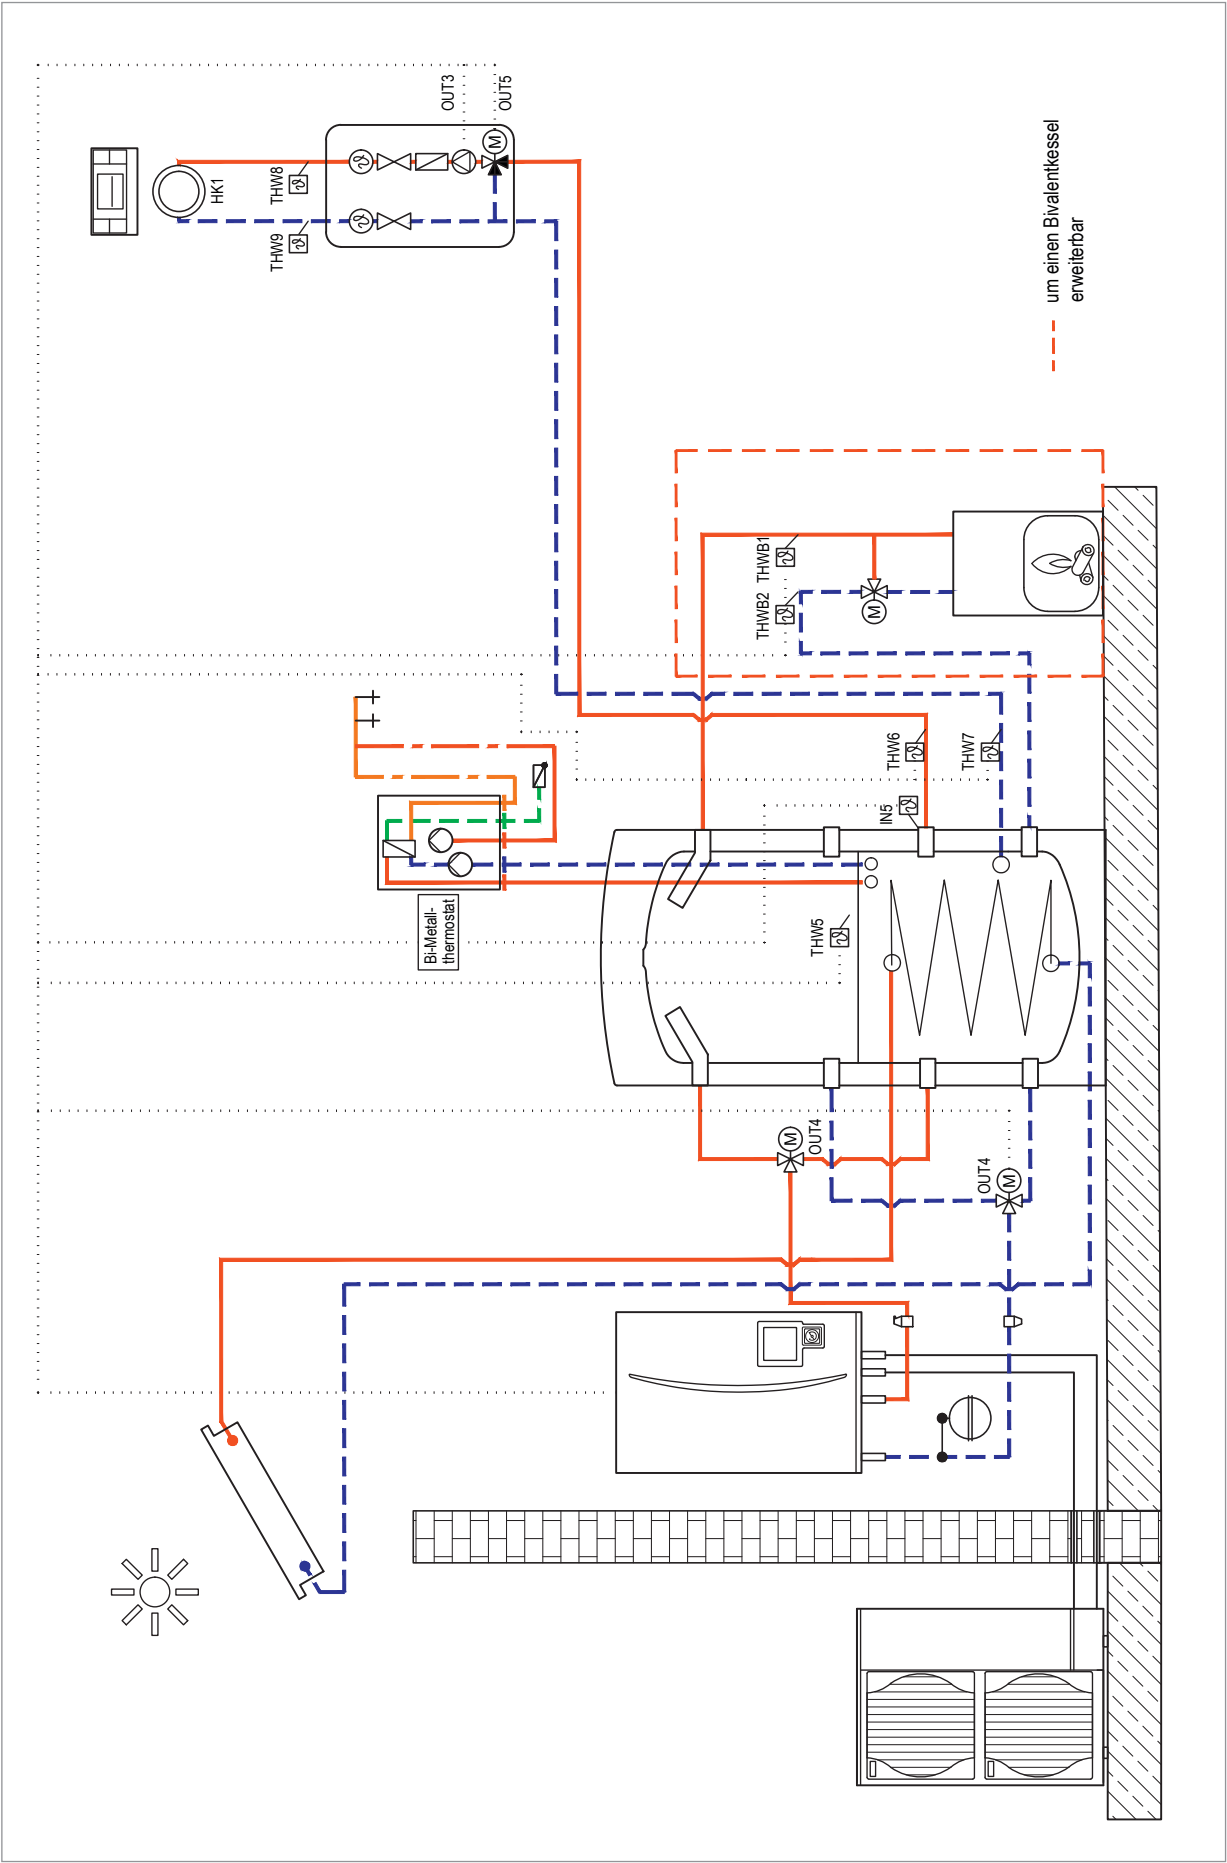 OUT3
OUT5
M
HK1
THW8
THW9
um einen Bivalentkessel
erweiterbar
THWB1
THWB2
M
THW6
THW7
IN5
Bi-Metall-
thermostat
THW5
M
OUT4
OUT4
M